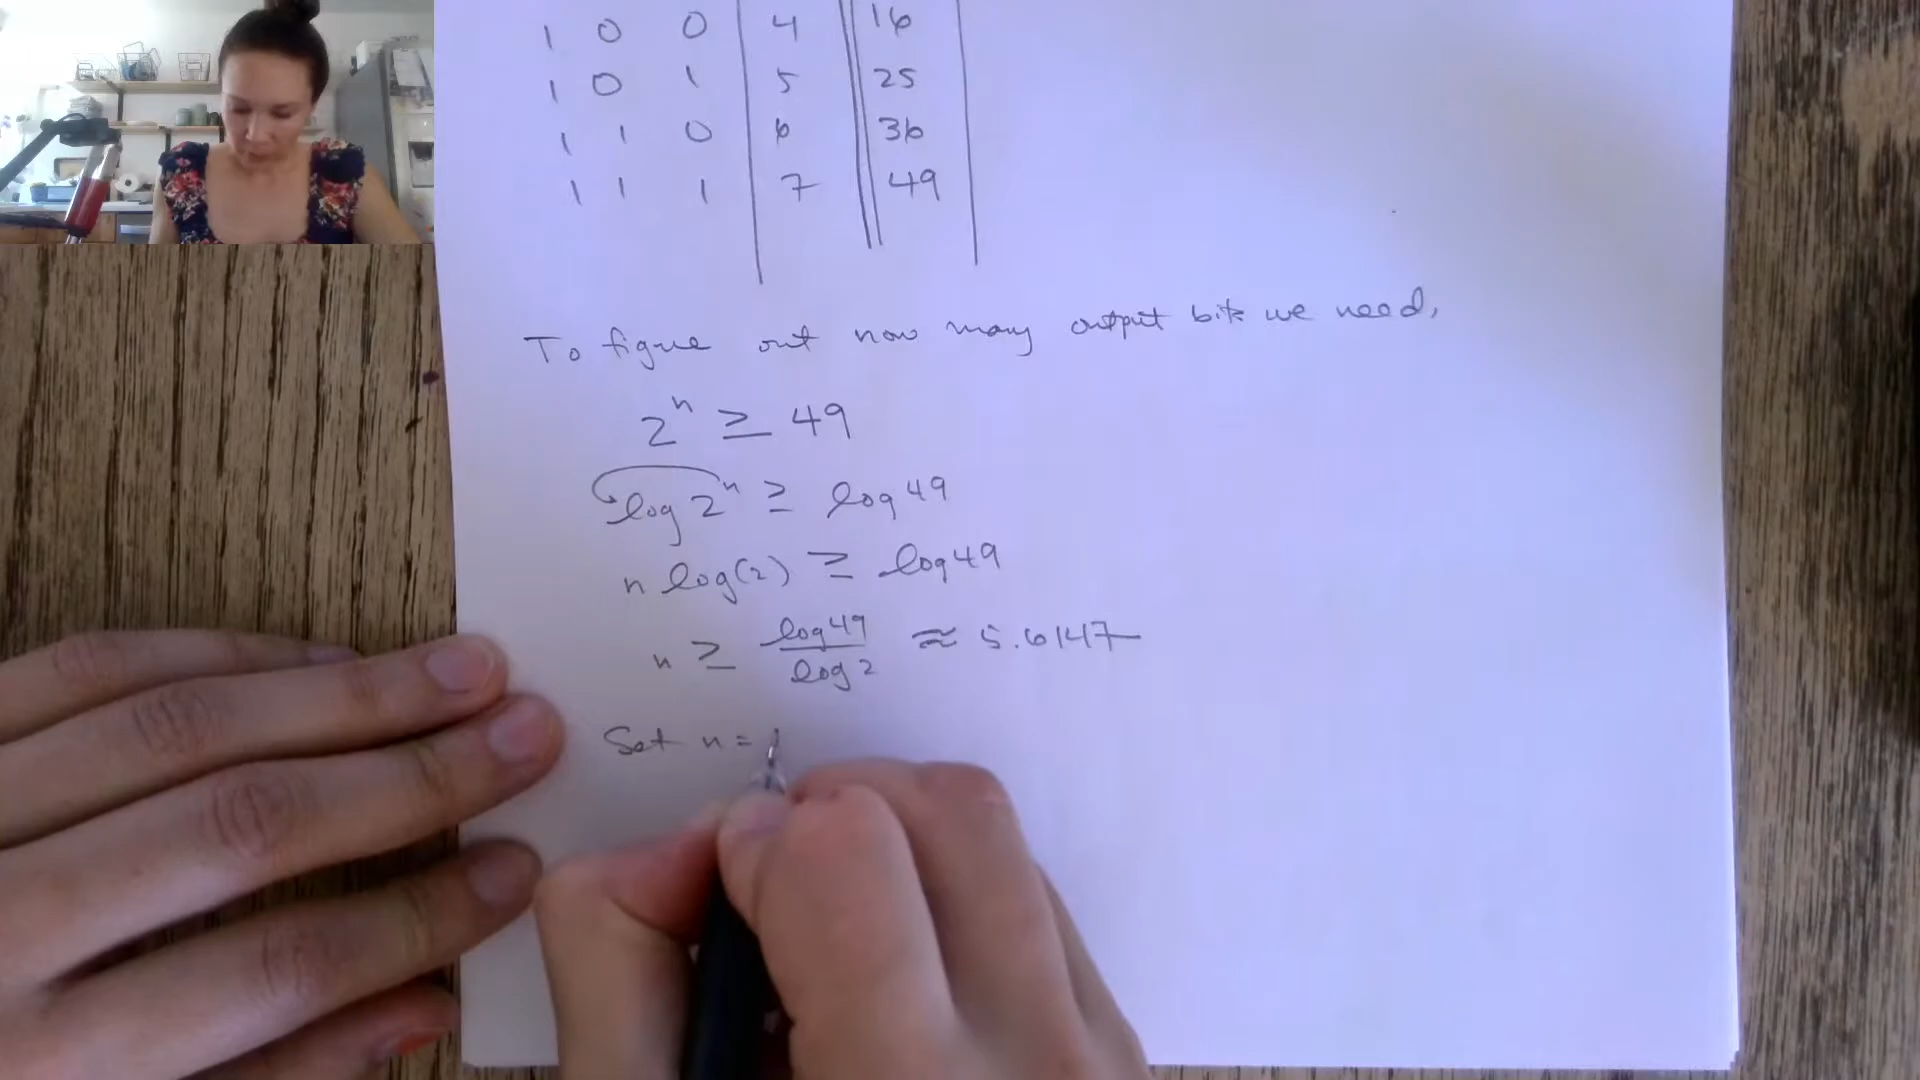 1 0 0 4 16
1 0 1 5 25
1 1 0 6 36
1 1 1 7 49
To figure out how many output bits we need,
2ⁿ ≥ 49
log 2ⁿ ≥ log 49
n log(2) ≥ log 49
n ≥ log 49 / log 2 ≈ 5.6147
Set n =